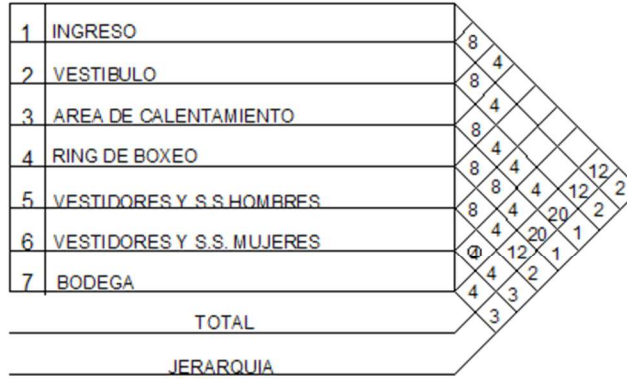 1 INGRESO
2 VESTIBULO
3 AREA DE CALENTAMIENTO
4 RING DE BOXEO
5 VESTIDORES Y S.S HOMBRES
6 VESTIDORES Y S.S. MUJERES
7 BODEGA
TOTAL
JERARQUIA
8 4
8 4 12 2
8 4 4 12 2
8 8 4 20 2
8 4 20 1
4 12 1
4 2
4 3
3